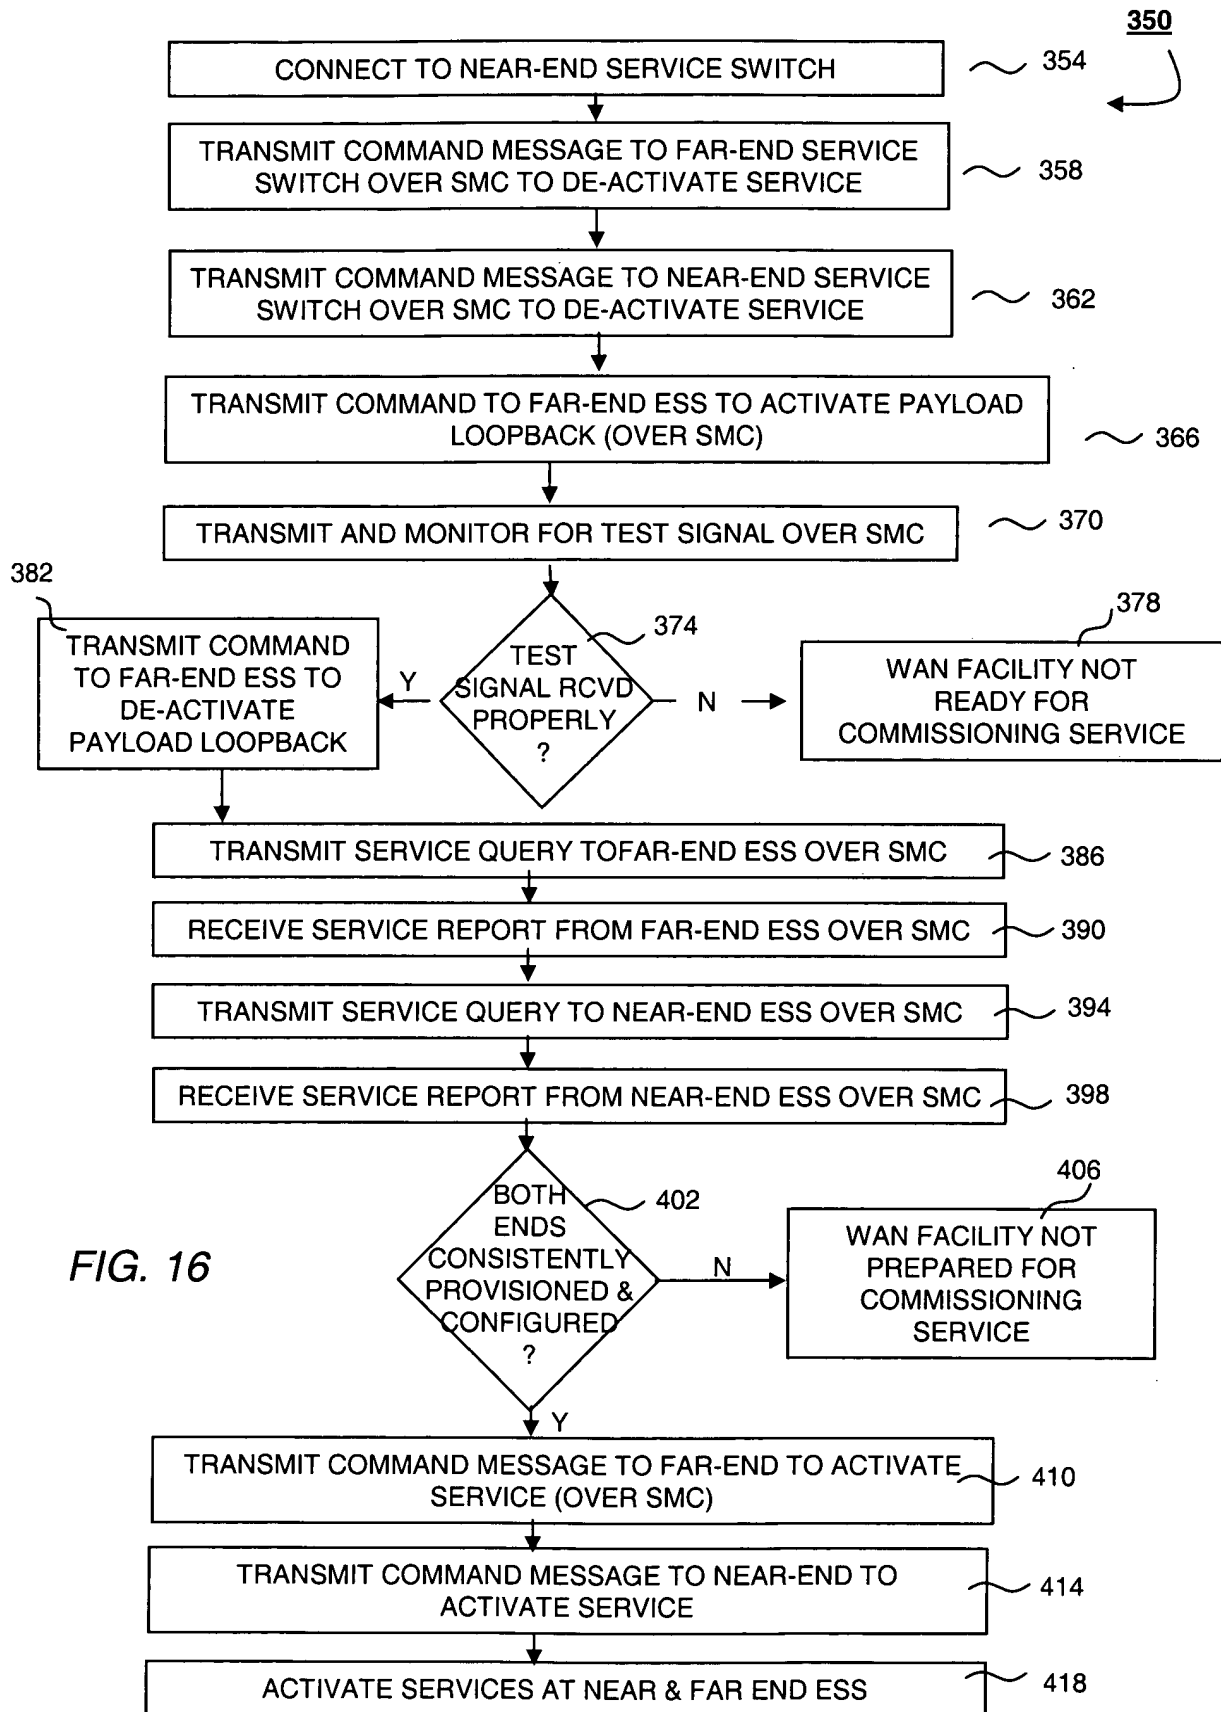 350
CONNECT TO NEAR-END SERVICE SWITCH
354
TRANSMIT COMMAND MESSAGE TO FAR-END SERVICE
SWITCH OVER SMC TO DE-ACTIVATE SERVICE
358
TRANSMIT COMMAND MESSAGE TO NEAR-END SERVICE
SWITCH OVER SMC TO DE-ACTIVATE SERVICE
362
TRANSMIT COMMAND TO FAR-END ESS TO ACTIVATE PAYLOAD
LOOPBACK (OVER SMC)
366
TRANSMIT AND MONITOR FOR TEST SIGNAL OVER SMC
370
382
TRANSMIT COMMAND
TO FAR-END ESS TO
DE-ACTIVATE
PAYLOAD LOOPBACK
Y
374
TEST
SIGNAL RCVD
PROPERLY
?
N
378
WAN FACILITY NOT
READY FOR
COMMISSIONING SERVICE
TRANSMIT SERVICE QUERY TOFAR-END ESS OVER SMC
386
RECEIVE SERVICE REPORT FROM FAR-END ESS OVER SMC
390
TRANSMIT SERVICE QUERY TO NEAR-END ESS OVER SMC
394
RECEIVE SERVICE REPORT FROM NEAR-END ESS OVER SMC
398
BOTH
ENDS
CONSISTENTLY
PROVISIONED &
CONFIGURED
?
402
N
406
WAN FACILITY NOT
PREPARED FOR
COMMISSIONING
SERVICE
FIG. 16
Y
TRANSMIT COMMAND MESSAGE TO FAR-END TO ACTIVATE
SERVICE (OVER SMC)
410
TRANSMIT COMMAND MESSAGE TO NEAR-END TO
ACTIVATE SERVICE
414
ACTIVATE SERVICES AT NEAR & FAR END ESS
418